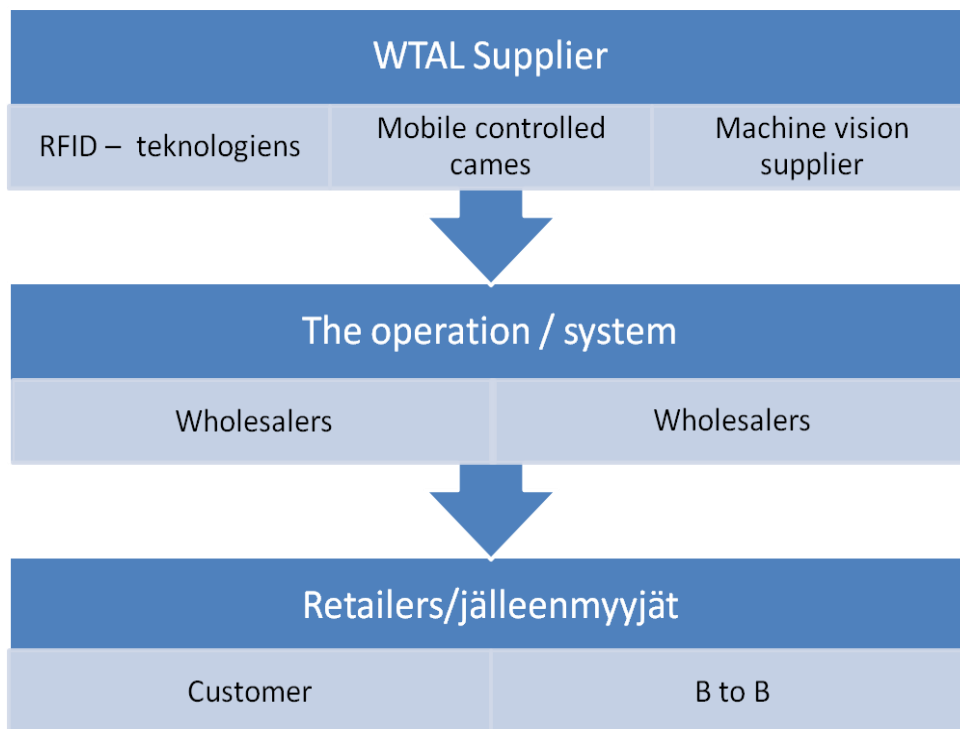 WTAL Supplier
RFID – teknologiens
Mobile controlled
cames
Machine vision
supplier
The operation / system
Wholesalers
Wholesalers
Retailers/jälleenmyyjät
Customer
B to B